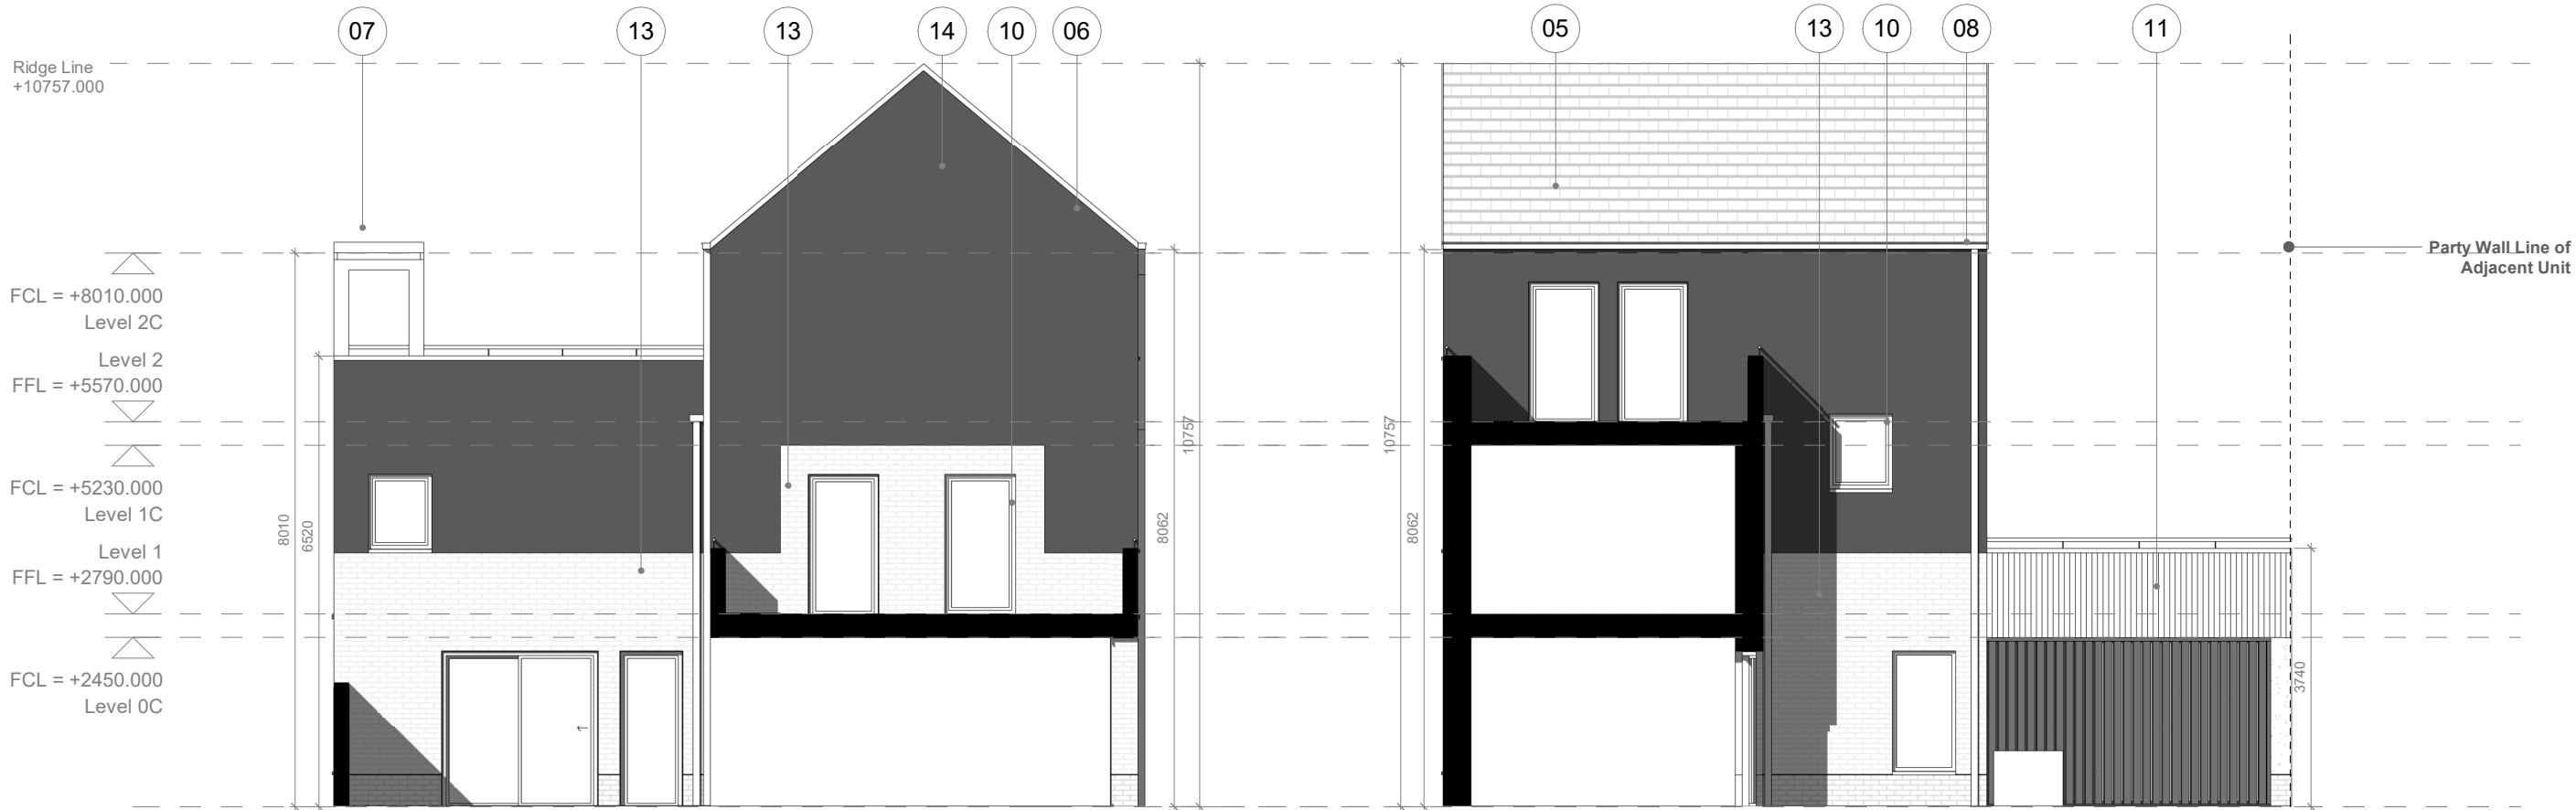 07
13
13
14
10
06
05
13
10
08
11
Ridge Line
+10757.000
Party Wall Line of
Adjacent Unit
FCL = +8010.000
Level 2C
Level 2
FFL = +5570.000
FCL = +5230.000
Level 1C
Level 1
FFL = +2790.000
FCL = +2450.000
Level 0C
8010
6520
8062
10757
10757
8062
3740